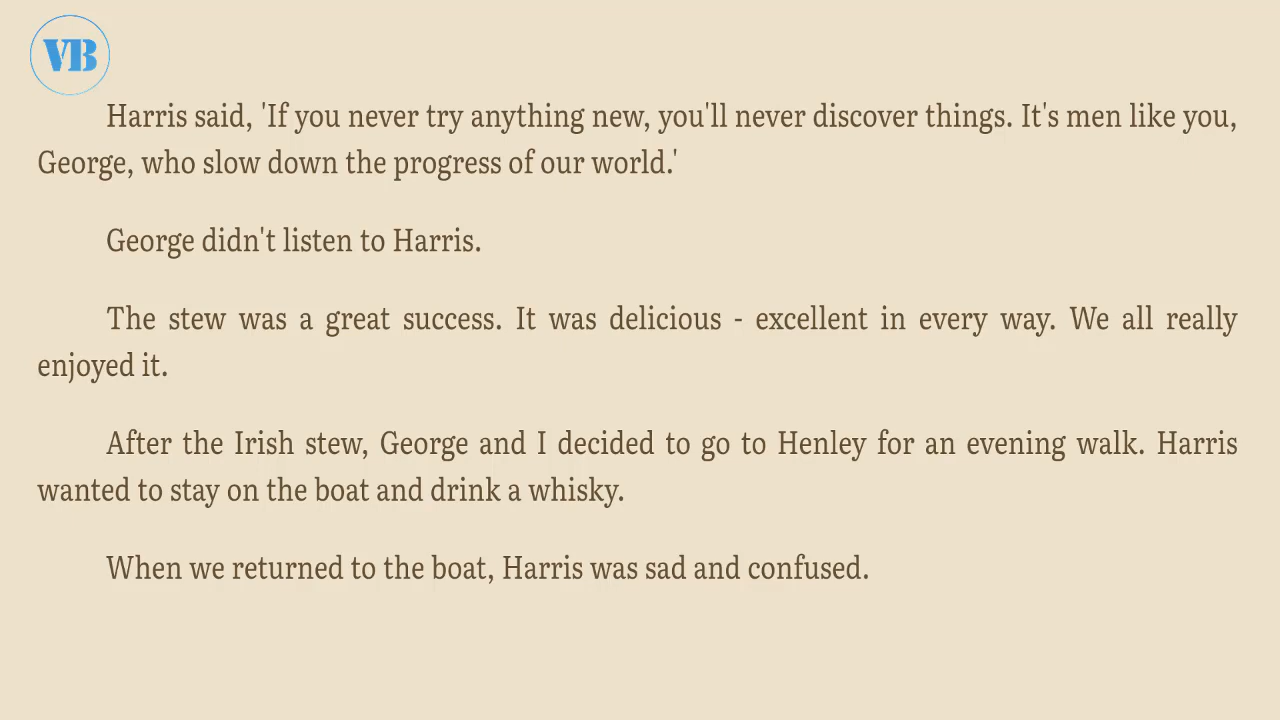 VB
Harris said, 'If you never try anything new, you'll never discover things. It's men like you,
George, who slow down the progress of our world.'
George didn't listen to Harris.
The stew was a great success. It was delicious - excellent in every way. We all really
enjoyed it.
After the Irish stew, George and I decided to go to Henley for an evening walk. Harris
wanted to stay on the boat and drink a whisky.
When we returned to the boat, Harris was sad and confused.